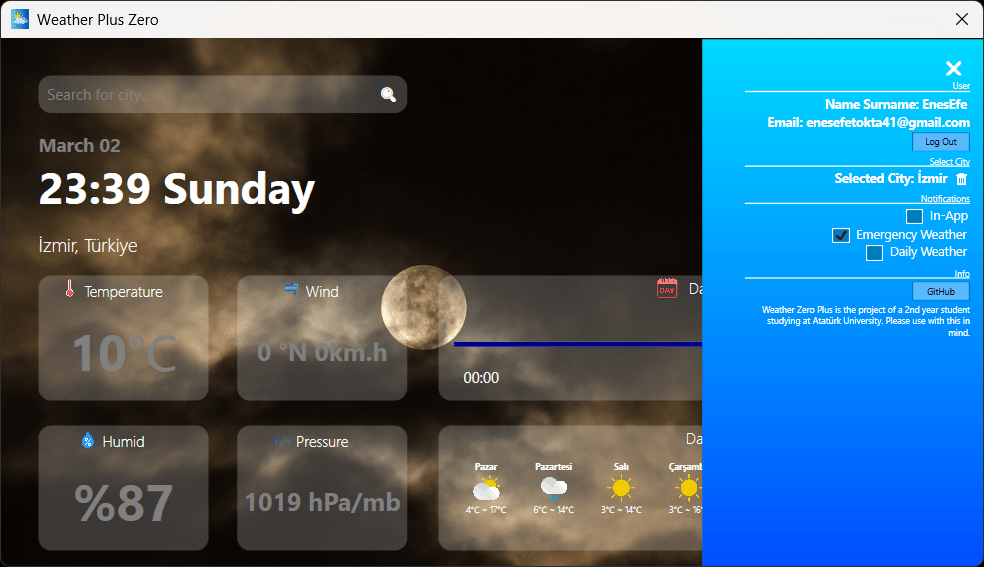 Weather Plus Zero
Search for city..
March 02
23:39 Sunday
İzmir, Türkiye
Temperature
10°C
Wind
0 °N 0km.h
DAY
Da
00:00
Humid
%87
Pressure
1019 hPa/mb
Da
Pazar
Pazartesi
Salı
Çarşamb
4°C ~ 17°C
6°C ~ 14°C
3°C ~ 14°C
3°C ~ 16°
User
Name Surname: EnesEfe
Email: enesefetokta41@gmail.com
Log Out
Select City
Selected City: İzmir
Notifications
In-App
Emergency Weather
Daily Weather
Info
GitHub
Weather Zero Plus is the project of a 2nd year student
studying at Atatürk University. Please use with this in
mind.